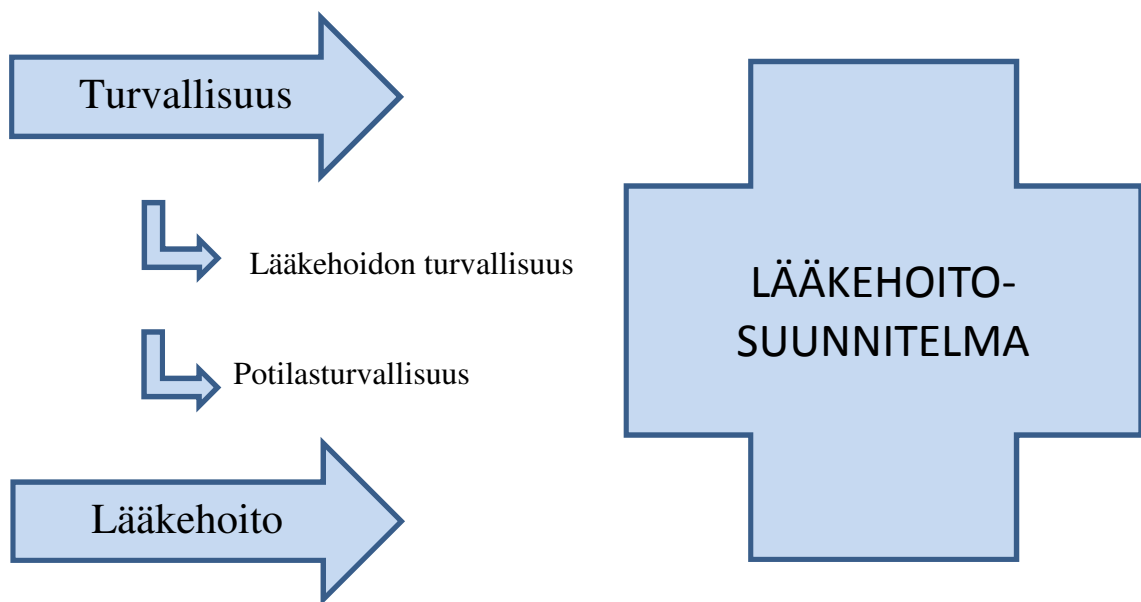 Turvallisuus
Lääkehoidon turvallisuus
Potilasturvallisuus
Lääkehoito
LÄÄKEHOITO-
SUUNNITELMA